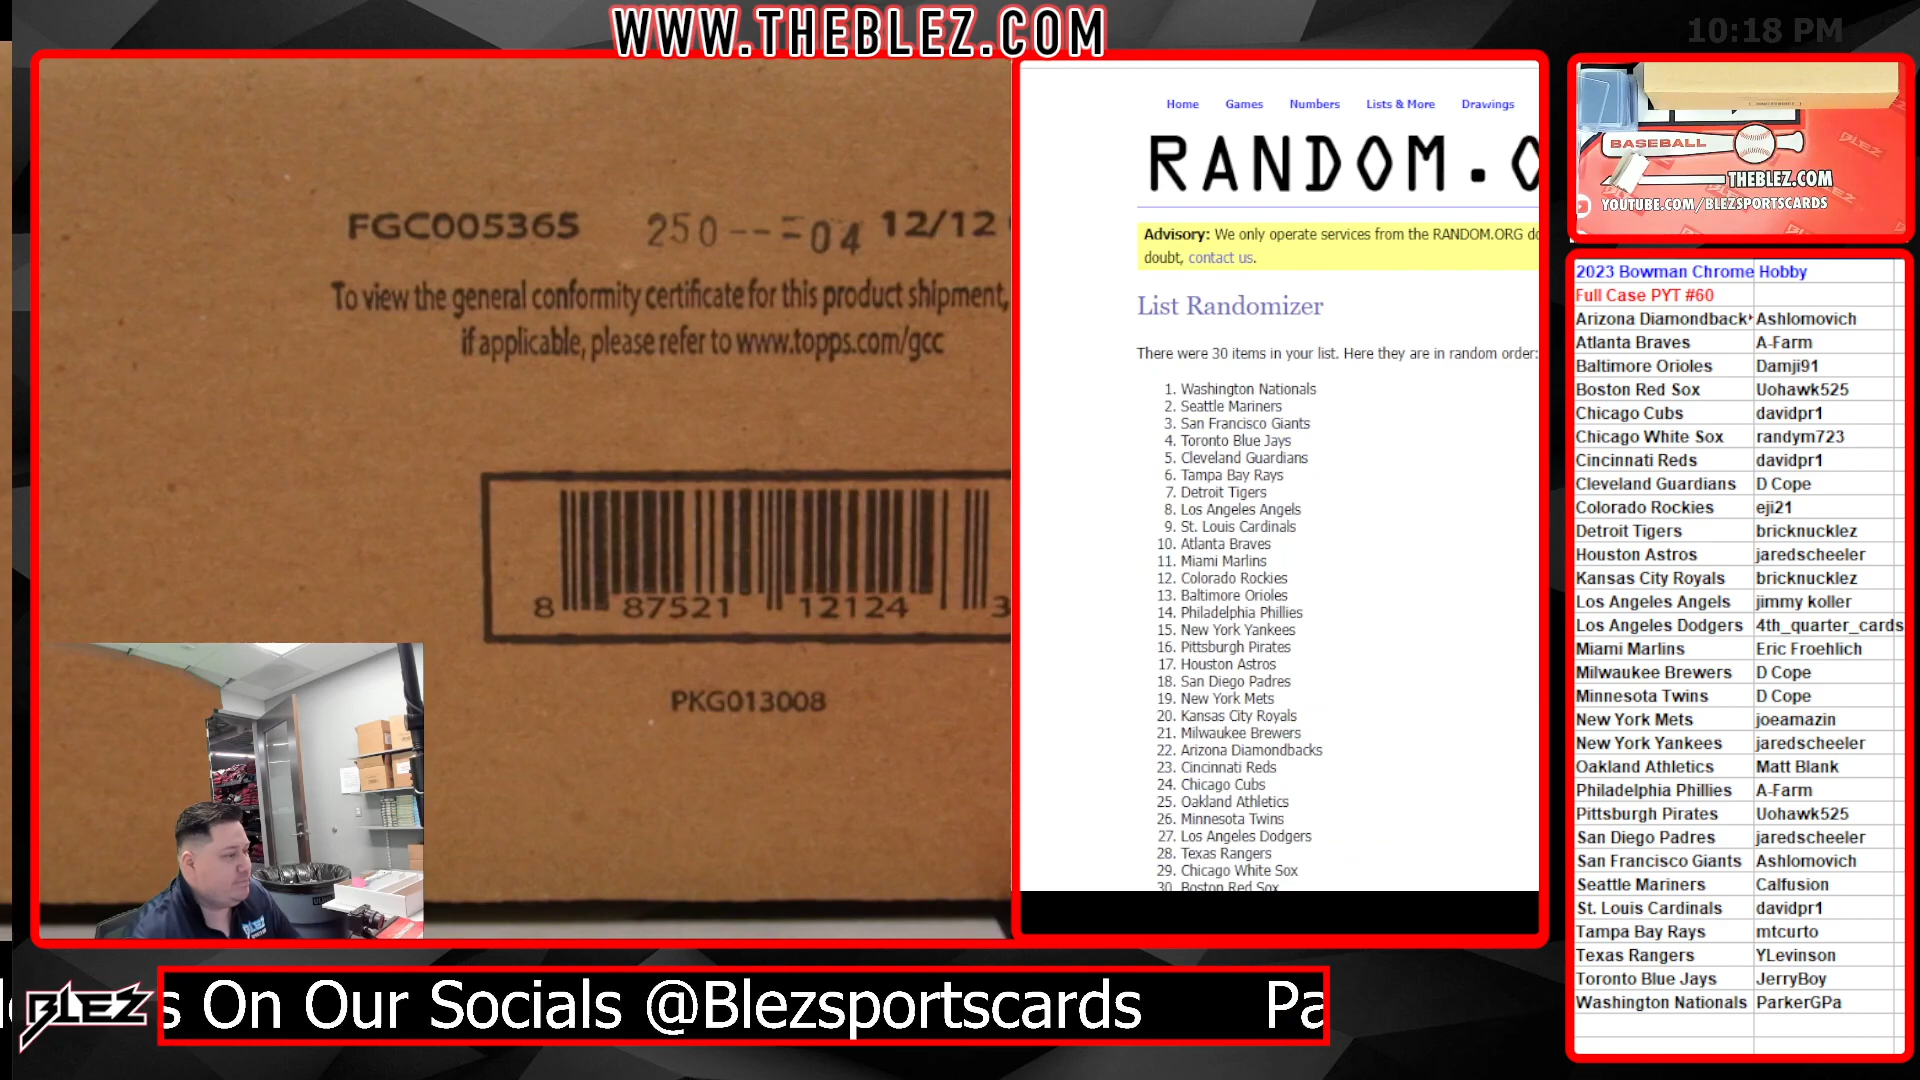 WWW.THEBLEZ.COM
10:18 PM
FGC005365 250--=04 12/12
To view the general conformity certificate for this product shipment,
if applicable, please refer to www.topps.com/gcc
8 87521 12124 3
PKG013008
Home Games Numbers Lists & More Drawings
RANDOM.O
Advisory: We only operate services from the RANDOM.ORG do
doubt, contact us.
List Randomizer
There were 30 items in your list. Here they are in random order:
1. Washington Nationals
2. Seattle Mariners
3. San Francisco Giants
4. Toronto Blue Jays
5. Cleveland Guardians
6. Tampa Bay Rays
7. Detroit Tigers
8. Los Angeles Angels
9. St. Louis Cardinals
10. Atlanta Braves
11. Miami Marlins
12. Colorado Rockies
13. Baltimore Orioles
14. Philadelphia Phillies
15. New York Yankees
16. Pittsburgh Pirates
17. Houston Astros
18. San Diego Padres
19. New York Mets
20. Kansas City Royals
21. Milwaukee Brewers
22. Arizona Diamondbacks
23. Cincinnati Reds
24. Chicago Cubs
25. Oakland Athletics
26. Minnesota Twins
27. Los Angeles Dodgers
28. Texas Rangers
29. Chicago White Sox
30. Boston Red Sox
BASEBALL
BLEZ
THEBLEZ.COM
YOUTUBE.COM/BLEZSPORTSCARDS
2023 Bowman Chrome Hobby
Full Case PYT #60
Arizona Diamondback Ashlomovich
Atlanta Braves A-Farm
Baltimore Orioles Damji91
Boston Red Sox Uohawk525
Chicago Cubs davidpr1
Chicago White Sox randym723
Cincinnati Reds davidpr1
Cleveland Guardians D Cope
Colorado Rockies eji21
Detroit Tigers bricknucklez
Houston Astros jaredscheeler
Kansas City Royals bricknucklez
Los Angeles Angels jimmy koller
Los Angeles Dodgers 4th_quarter_cards
Miami Marlins Eric Froehlich
Milwaukee Brewers D Cope
Minnesota Twins D Cope
New York Mets joeamazin
New York Yankees jaredscheeler
Oakland Athletics Matt Blank
Philadelphia Phillies A-Farm
Pittsburgh Pirates Uohawk525
San Diego Padres jaredscheeler
San Francisco Giants Ashlomovich
Seattle Mariners Calfusion
St. Louis Cardinals davidpr1
Tampa Bay Rays mtcurto
Texas Rangers YLevinson
Toronto Blue Jays JerryBoy
Washington Nationals ParkerGPa
BLEZ
s On Our Socials @Blezsportscards Pa